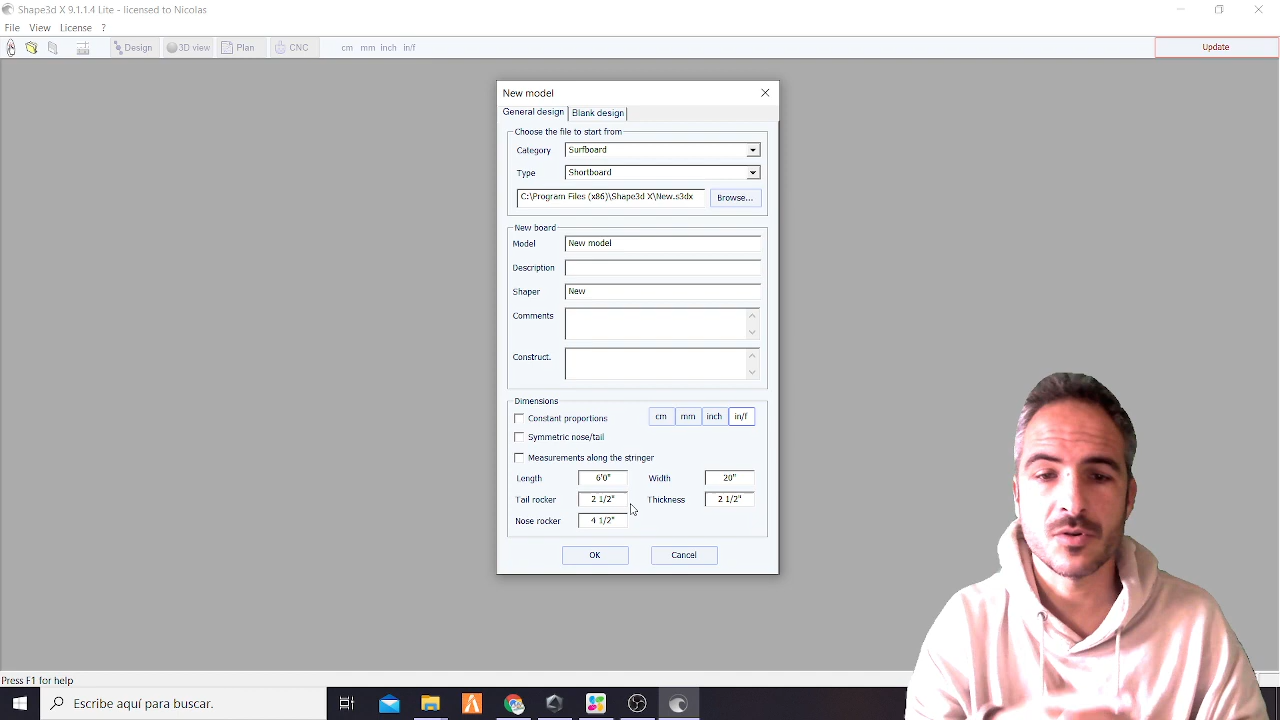 Shape3d X 9.1.1.4 Lite - licensed to Nicolas
File View License ?
Design 3D view Plan CNC cm mm inch in/f Update
New model
General design Blank design
Choose the file to start from
Category Surfboard
Type Shortboard
C:\Program Files (x86)\Shape3d X\New.s3dx Browse...
New board
Model New model
Description
Shaper New
Comments
Construct.
Dimensions
Constant proportions cm mm inch in/f
Symmetric nose/tail
Measurements along the stringer
Length 6'0" Width 20"
Tail rocker 2 1/2" Thickness 2 1/2"
Nose rocker 4 1/2"
OK Cancel
Press F1 for help
Escribe aquí para buscar.